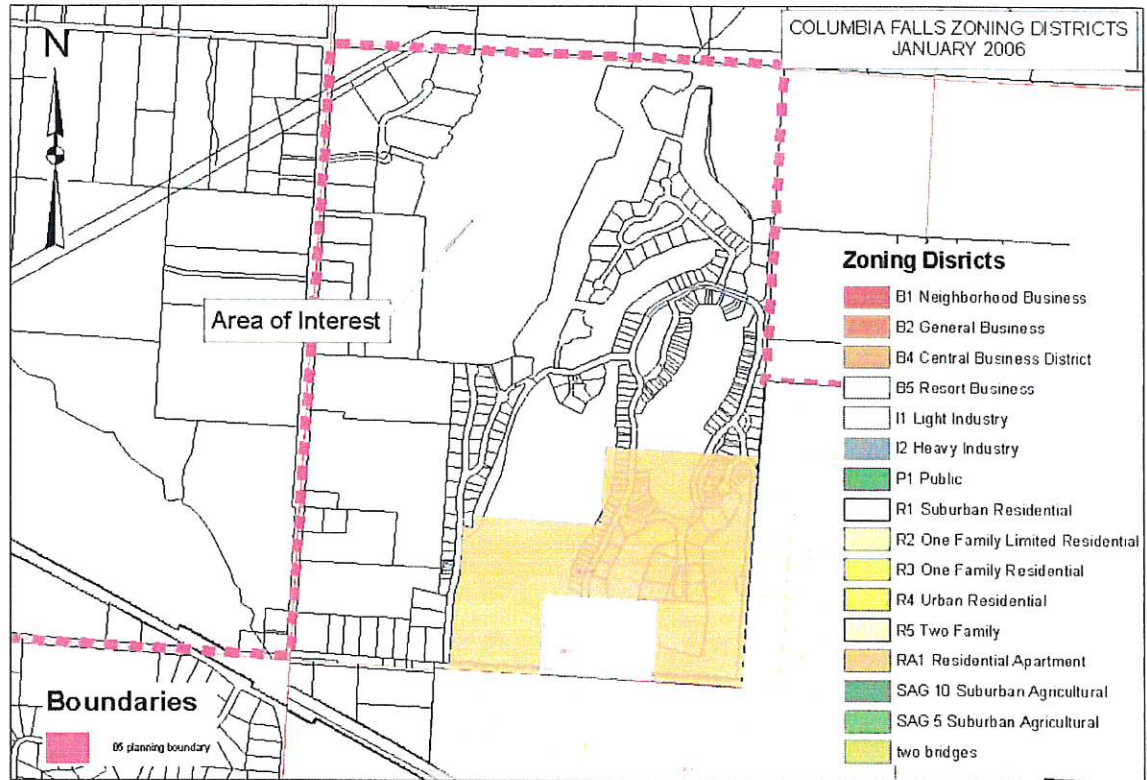 COLUMBIA FALLS ZONING DISTRICTS
JANUARY 2006
N
Area of Interest
Zoning Disricts
B1 Neighborhood Business
B2 General Business
B4 Central Business District
B5 Resort Business
I1 Light Industry
I2 Heavy Industry
P1 Public
R1 Suburban Residential
R2 One Family Limited Residential
R3 One Family Residential
R4 Urban Residential
R5 Two Family
RA1 Residential Apartment
SAG 10 Suburban Agricultural
SAG 5 Suburban Agricultural
two bridges
Boundaries
05 planning boundary